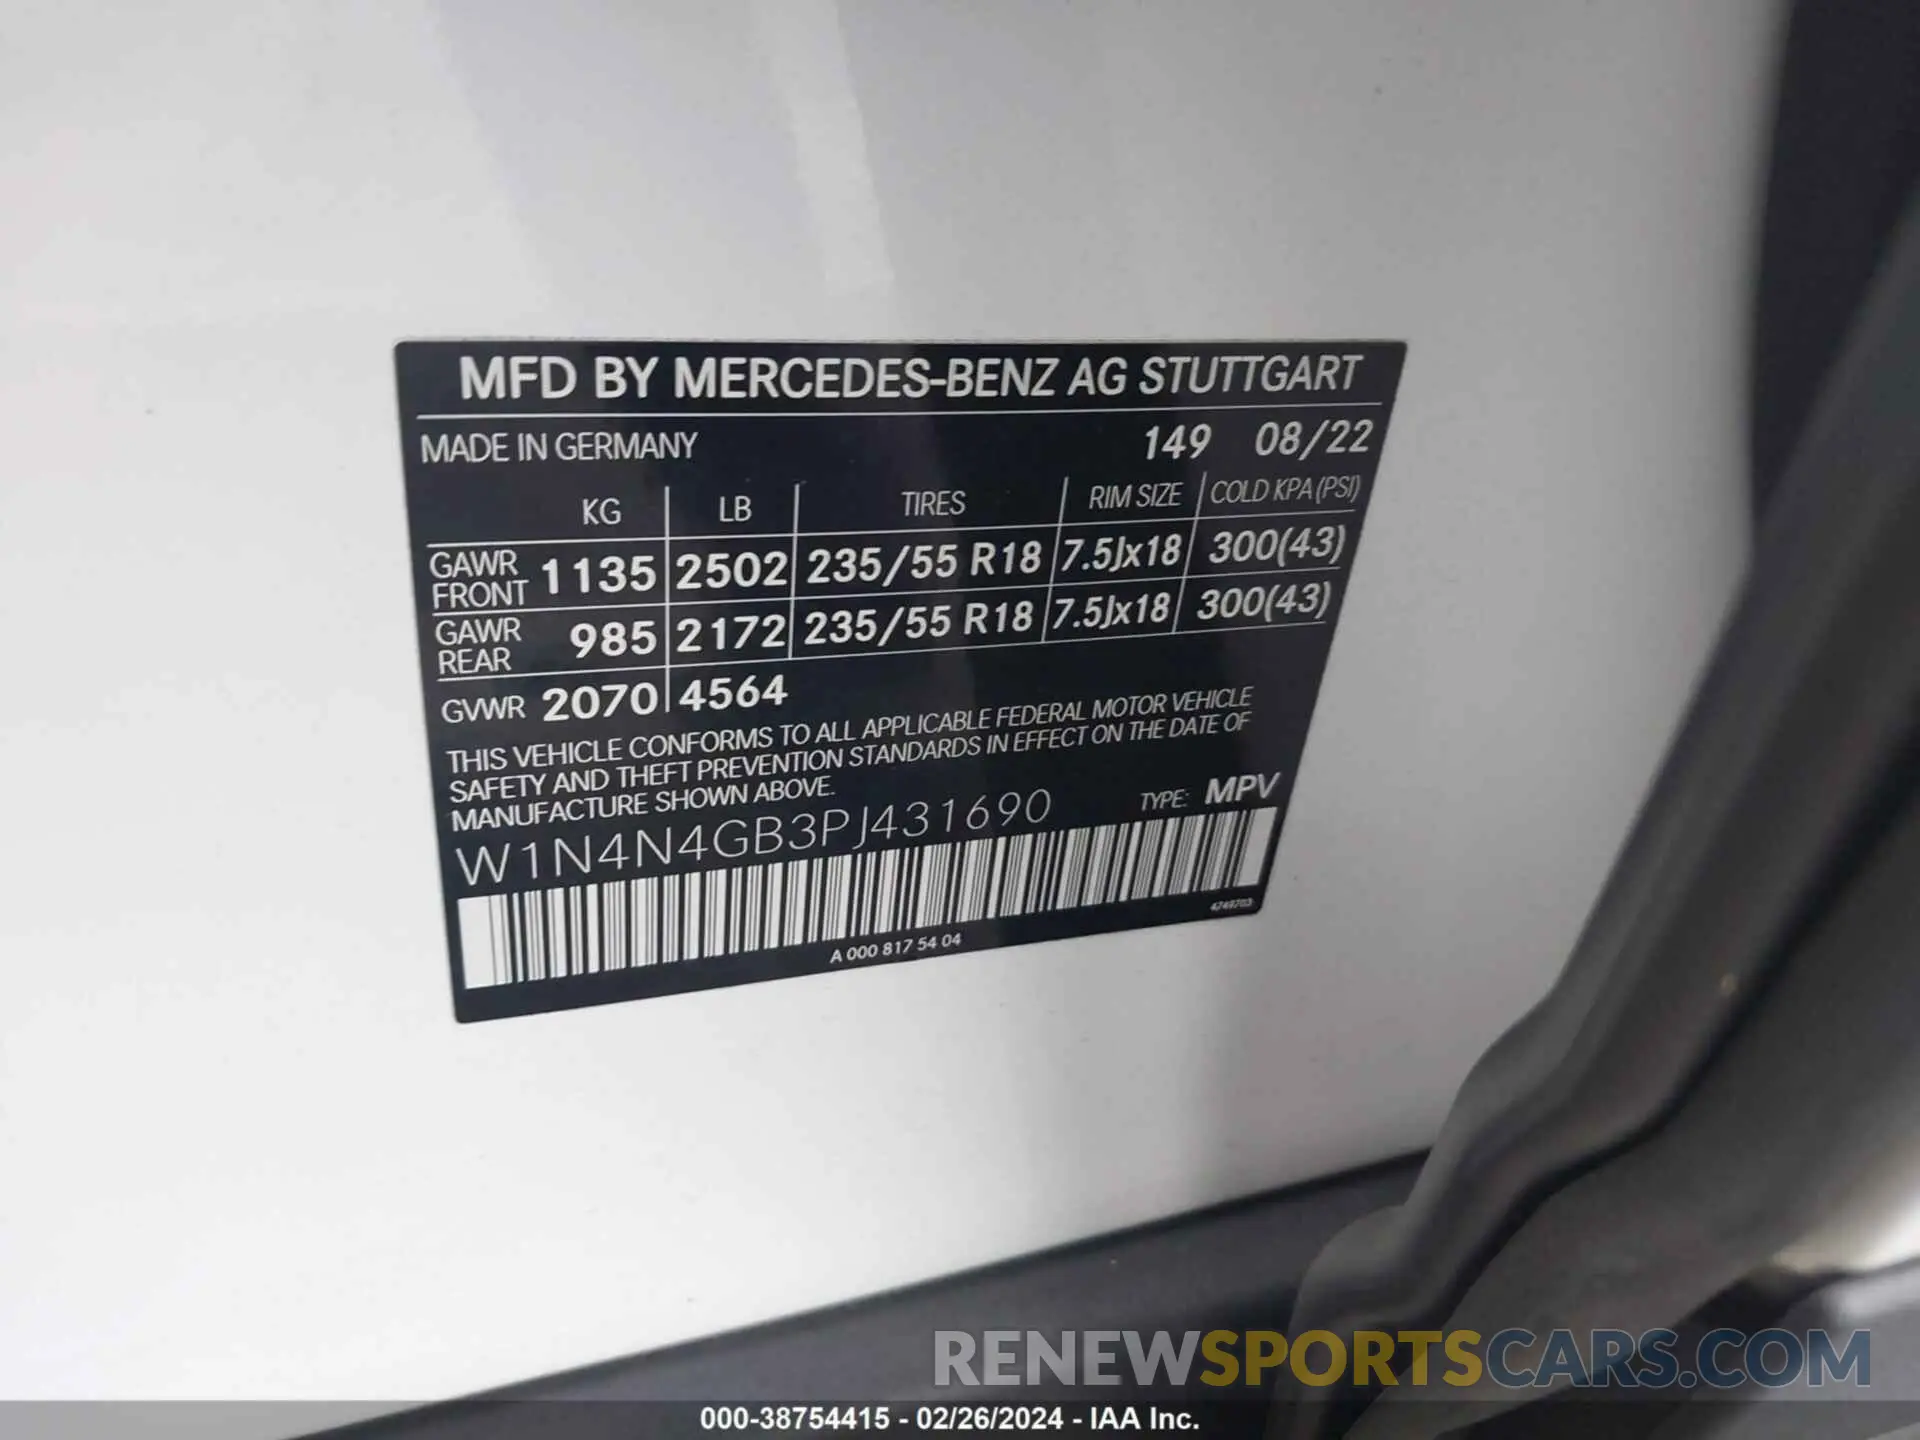 MFD BY MERCEDES-BENZ AG STUTTGART
MADE IN GERMANY 149 08/22
KG LB TIRES RIM SIZE COLD KPA (PSI)
GAWR FRONT 1135 2502 235/55 R18 7.5Jx18 300(43)
GAWR REAR 985 2172 235/55 R18 7.5Jx18 300(43)
GVWR 2070 4564
THIS VEHICLE CONFORMS TO ALL APPLICABLE FEDERAL MOTOR VEHICLE
SAFETY AND THEFT PREVENTION STANDARDS IN EFFECT ON THE DATE OF
MANUFACTURE SHOWN ABOVE.
W1N4N4GB3PJ431690 TYPE: MPV
4749703
A 000 817 54 04
RENEWSPORTSCARS.COM
000-38754415 - 02/26/2024 - IAA Inc.